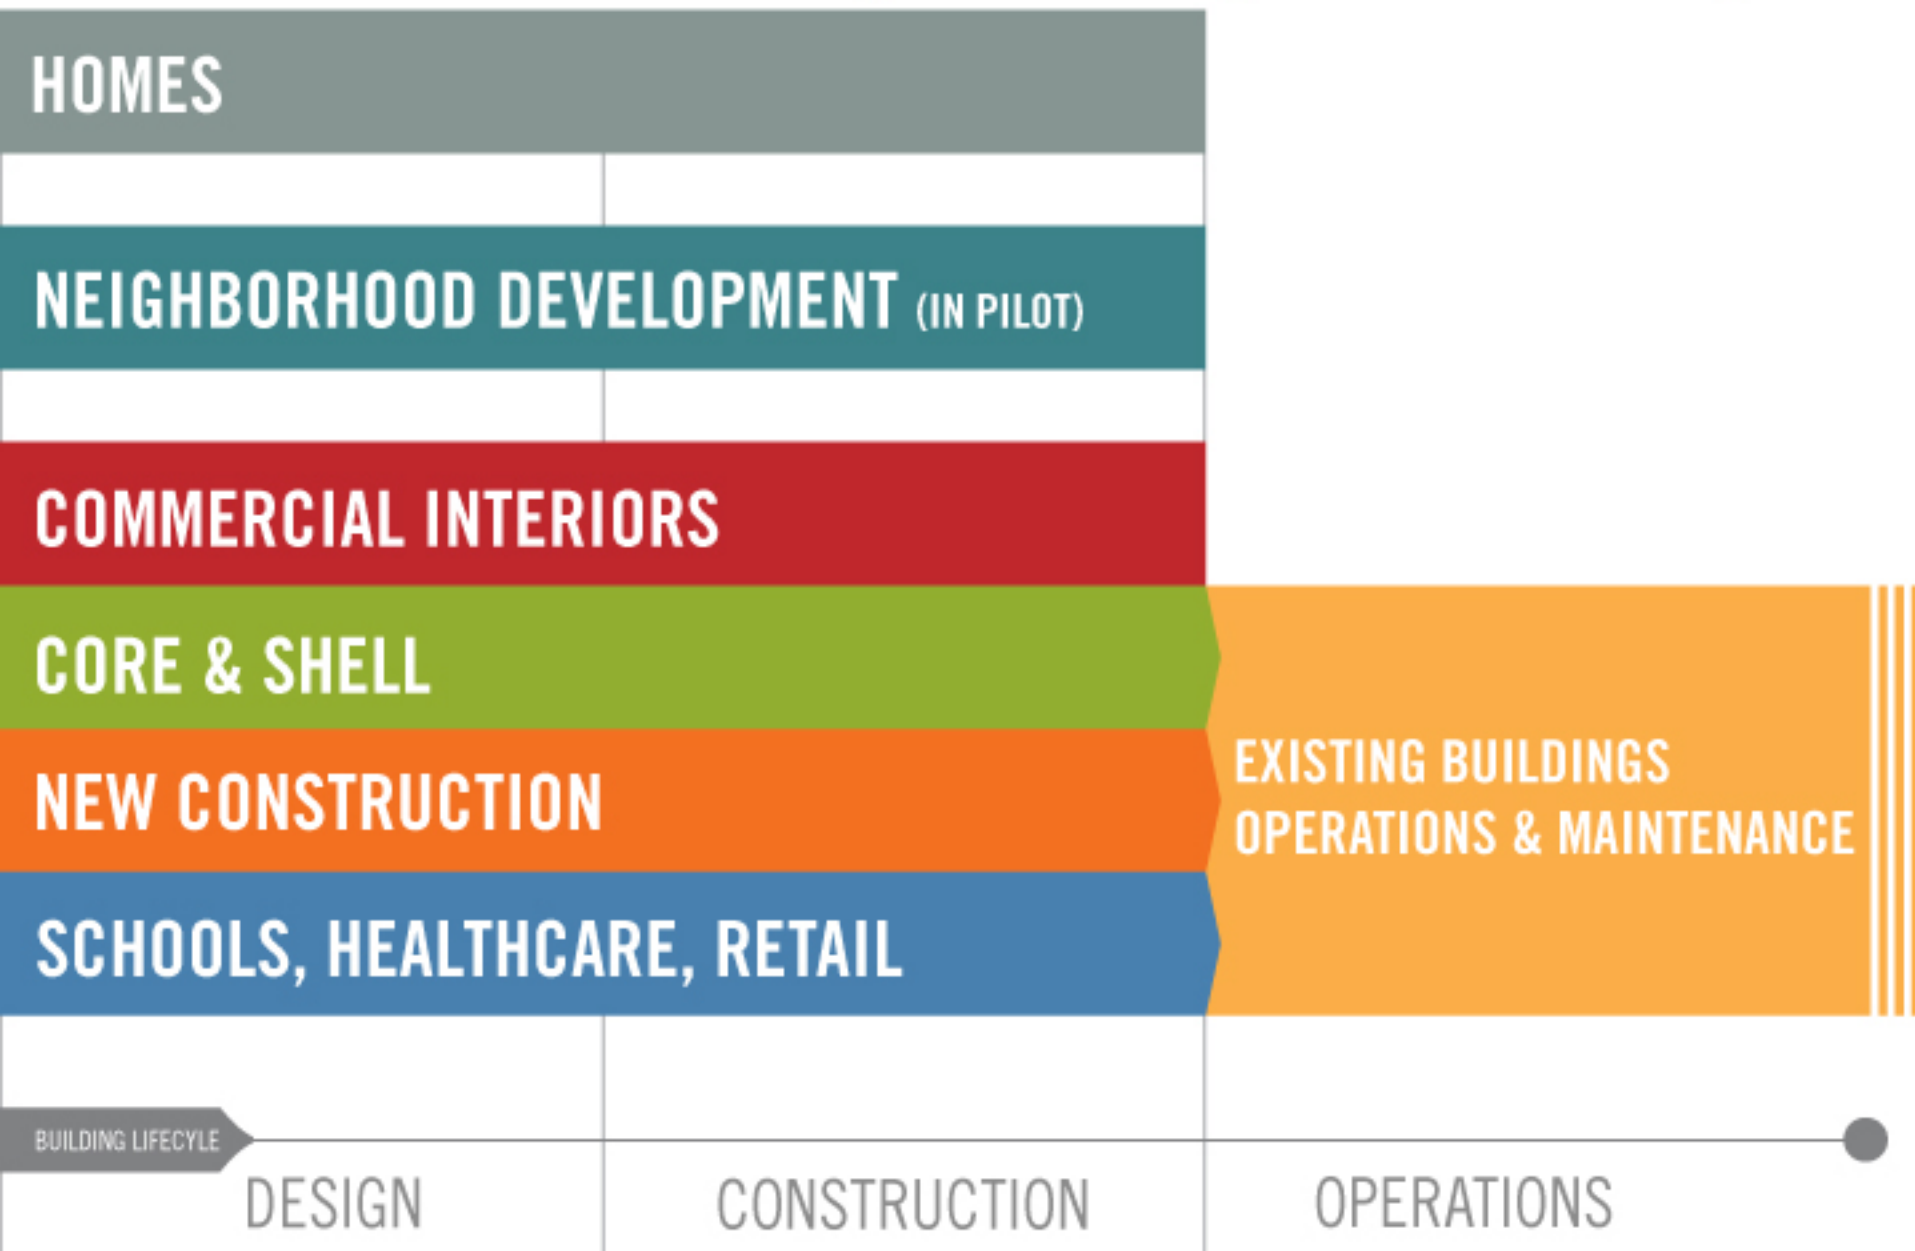 HOMES
NEIGHBORHOOD DEVELOPMENT (IN PILOT)
COMMERCIAL INTERIORS
CORE & SHELL
NEW CONSTRUCTION
SCHOOLS, HEALTHCARE, RETAIL
EXISTING BUILDINGS
OPERATIONS & MAINTENANCE
BUILDING LIFECYLE
DESIGN
CONSTRUCTION
OPERATIONS